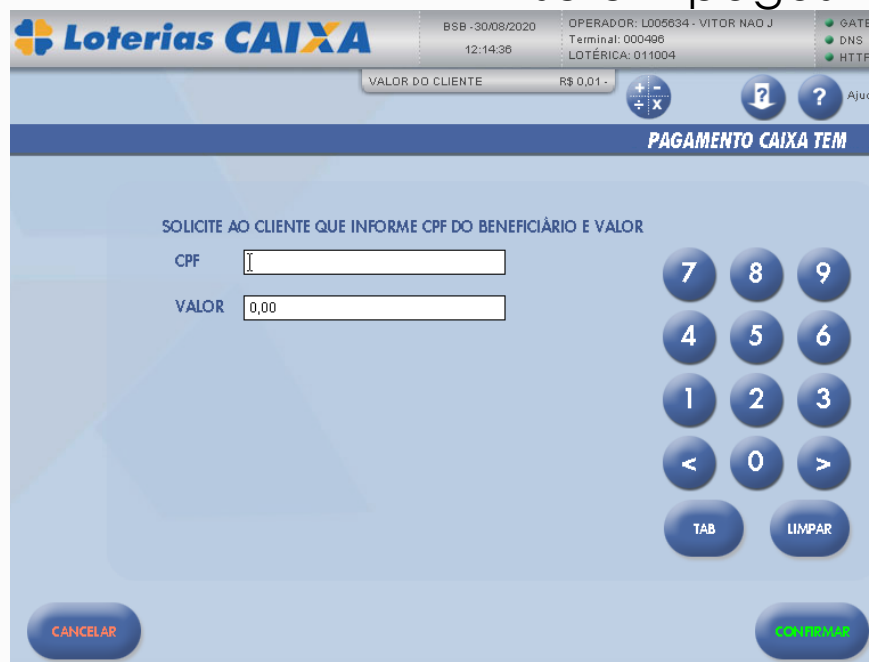 Loterias CAIXA
BSB - 30/08/2020
12:14:36
OPERADOR: L005634 - VITOR NAO J
Terminal: 000496
LOTÉRICA: 011004
GATE
DNS
HTTP
VALOR DO CLIENTE R$ 0,01 -
+ -
÷ x
?
? Ajuc
PAGAMENTO CAIXA TEM
SOLICITE AO CLIENTE QUE INFORME CPF DO BENEFICIÁRIO E VALOR
CPF
VALOR 0,00
7 8 9
4 5 6
1 2 3
< 0 >
TAB LIMPAR
CANCELAR CONFIRMAR